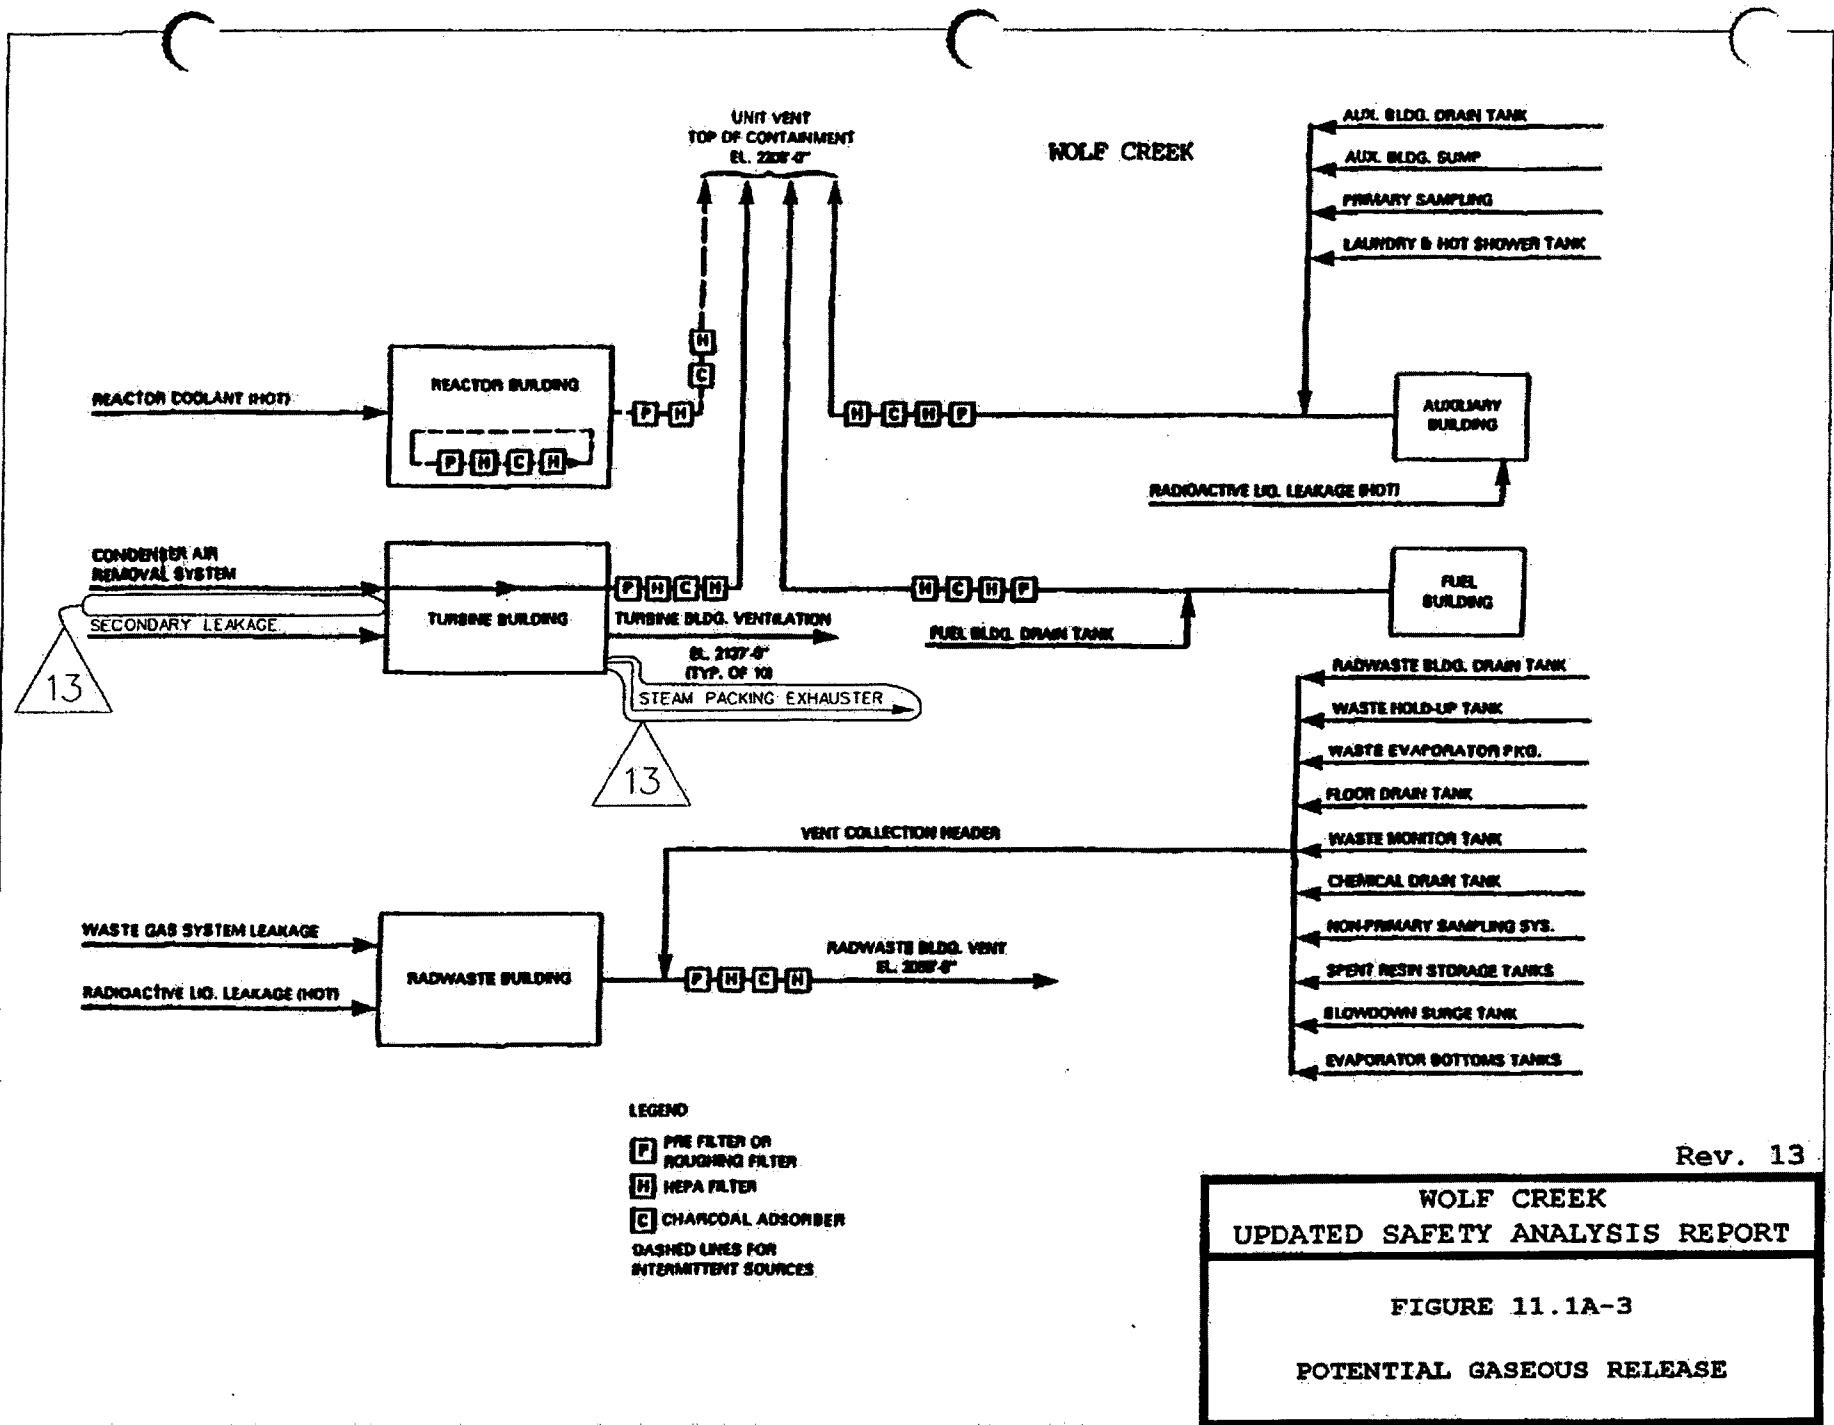 UNIT VENT
TOP OF CONTAINMENT
WOLF CREEK
AUX. BLDG. DRAIN TANK
AUX. BLDG. SUMP
PRIMARY SAMPLING
LAUNDRY & HOT SHOWER TANK
H
C
REACTOR COOLANT (HOT)
REACTOR BUILDING
P H C H
P H
H C H P
AUXILIARY
BUILDING
RADIOACTIVE LIQ. LEAKAGE (HOT)
CONDENSER AIR
REMOVAL SYSTEM
SECONDARY LEAKAGE
13
TURBINE BUILDING
P H C H
TURBINE BLDG. VENTILATION
EL. 2137'-0"
(TYP. OF 10)
STEAM PACKING EXHAUSTER
13
H C H P
FUEL BLDG. DRAIN TANK
FUEL
BUILDING
RADWASTE BLDG. DRAIN TANK
WASTE HOLD-UP TANK
WASTE EVAPORATOR PKG.
FLOOR DRAIN TANK
WASTE MONITOR TANK
CHEMICAL DRAIN TANK
NON-PRIMARY SAMPLING SYS.
SPENT RESIN STORAGE TANKS
BLOWDOWN SURGE TANK
EVAPORATOR BOTTOMS TANKS
VENT COLLECTION HEADER
WASTE GAS SYSTEM LEAKAGE
RADIOACTIVE LIQ. LEAKAGE (HOT)
RADWASTE BUILDING
P H C H
RADWASTE BLDG. VENT
LEGEND
P PRE FILTER OR
ROUGHING FILTER
H HEPA FILTER
C CHARCOAL ADSORBER
DASHED LINES FOR
INTERMITTENT SOURCES
Rev. 13
WOLF CREEK
UPDATED SAFETY ANALYSIS REPORT
FIGURE 11.1A-3
POTENTIAL GASEOUS RELEASE